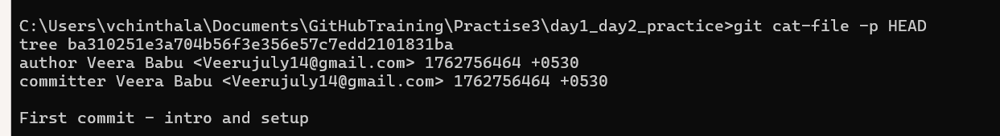 C:\Users\vchinthala\Documents\GitHubTraining\Practise3\day1_day2_practice>git cat-file -p HEAD
tree ba310251e3a704b56f3e356e57c7edd2101831ba
author Veera Babu <Veerujuly14@gmail.com> 1762756464 +0530
committer Veera Babu <Veerujuly14@gmail.com> 1762756464 +0530
First commit - intro and setup